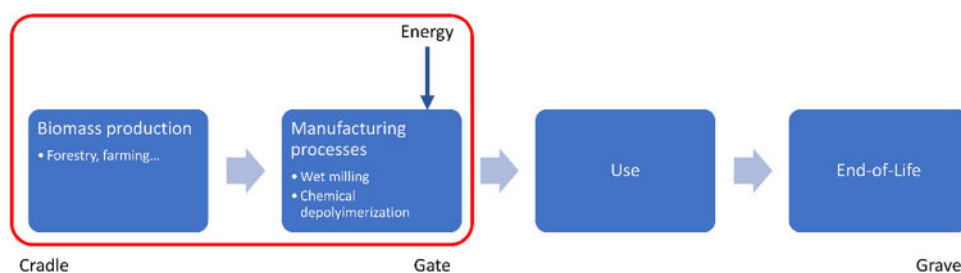 Energy
Biomass production
• Forestry, farming...
Manufacturing
processes
• Wet milling
• Chemical
depolyimerization
Use
End-of-Life
Cradle
Gate
Grave